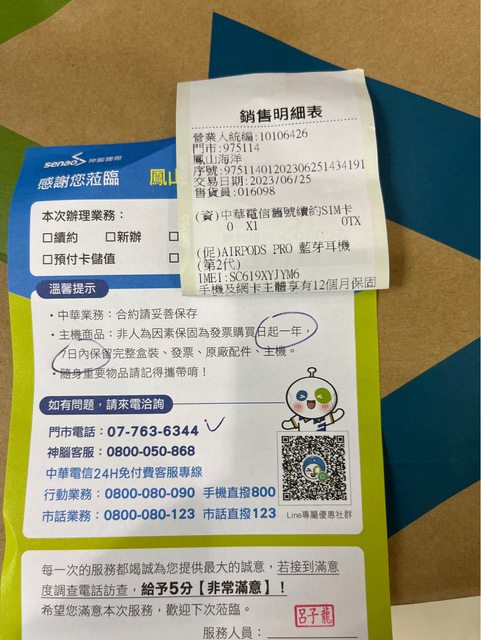 銷售明細表
營業人統編:10106426
門市:975114
鳳山海洋
序號:9751140120230625143419​1
交易日期:2023/06/25
售貨員:016098
(資)中華電信舊號續約SIM卡
0 X1 0TX
(促)AIRPODS PRO 藍芽耳機
(第2代)
IMEI:SC619XYJYM6
手機及網卡主體享有12個月保固
senao 神腦國際
感謝您蒞臨 鳳山
本次辦理業務：
□續約 □新辦 □
□預付卡儲值 □
溫馨提示
・中華業務：合約請妥善保存
・主機商品：非人為因素保固為發票購買日起一年，
7日內保留完整盒裝、發票、原廠配件、主機。
・隨身重要物品請記得攜帶唷！
如有問題，請來電洽詢
門市電話：07-763-6344
神腦客服：0800-050-868
中華電信24H免付費客服專線
行動業務：0800-080-090 手機直撥800
市話業務：0800-080-123 市話直撥123
Line專屬優惠社群
每一次的服務都竭誠為您提供最大的誠意，若接到滿意
度調查電話訪查，給予5分【非常滿意】！
希望您滿意本次服務，歡迎下次蒞臨。
呂子龍
服務人員：